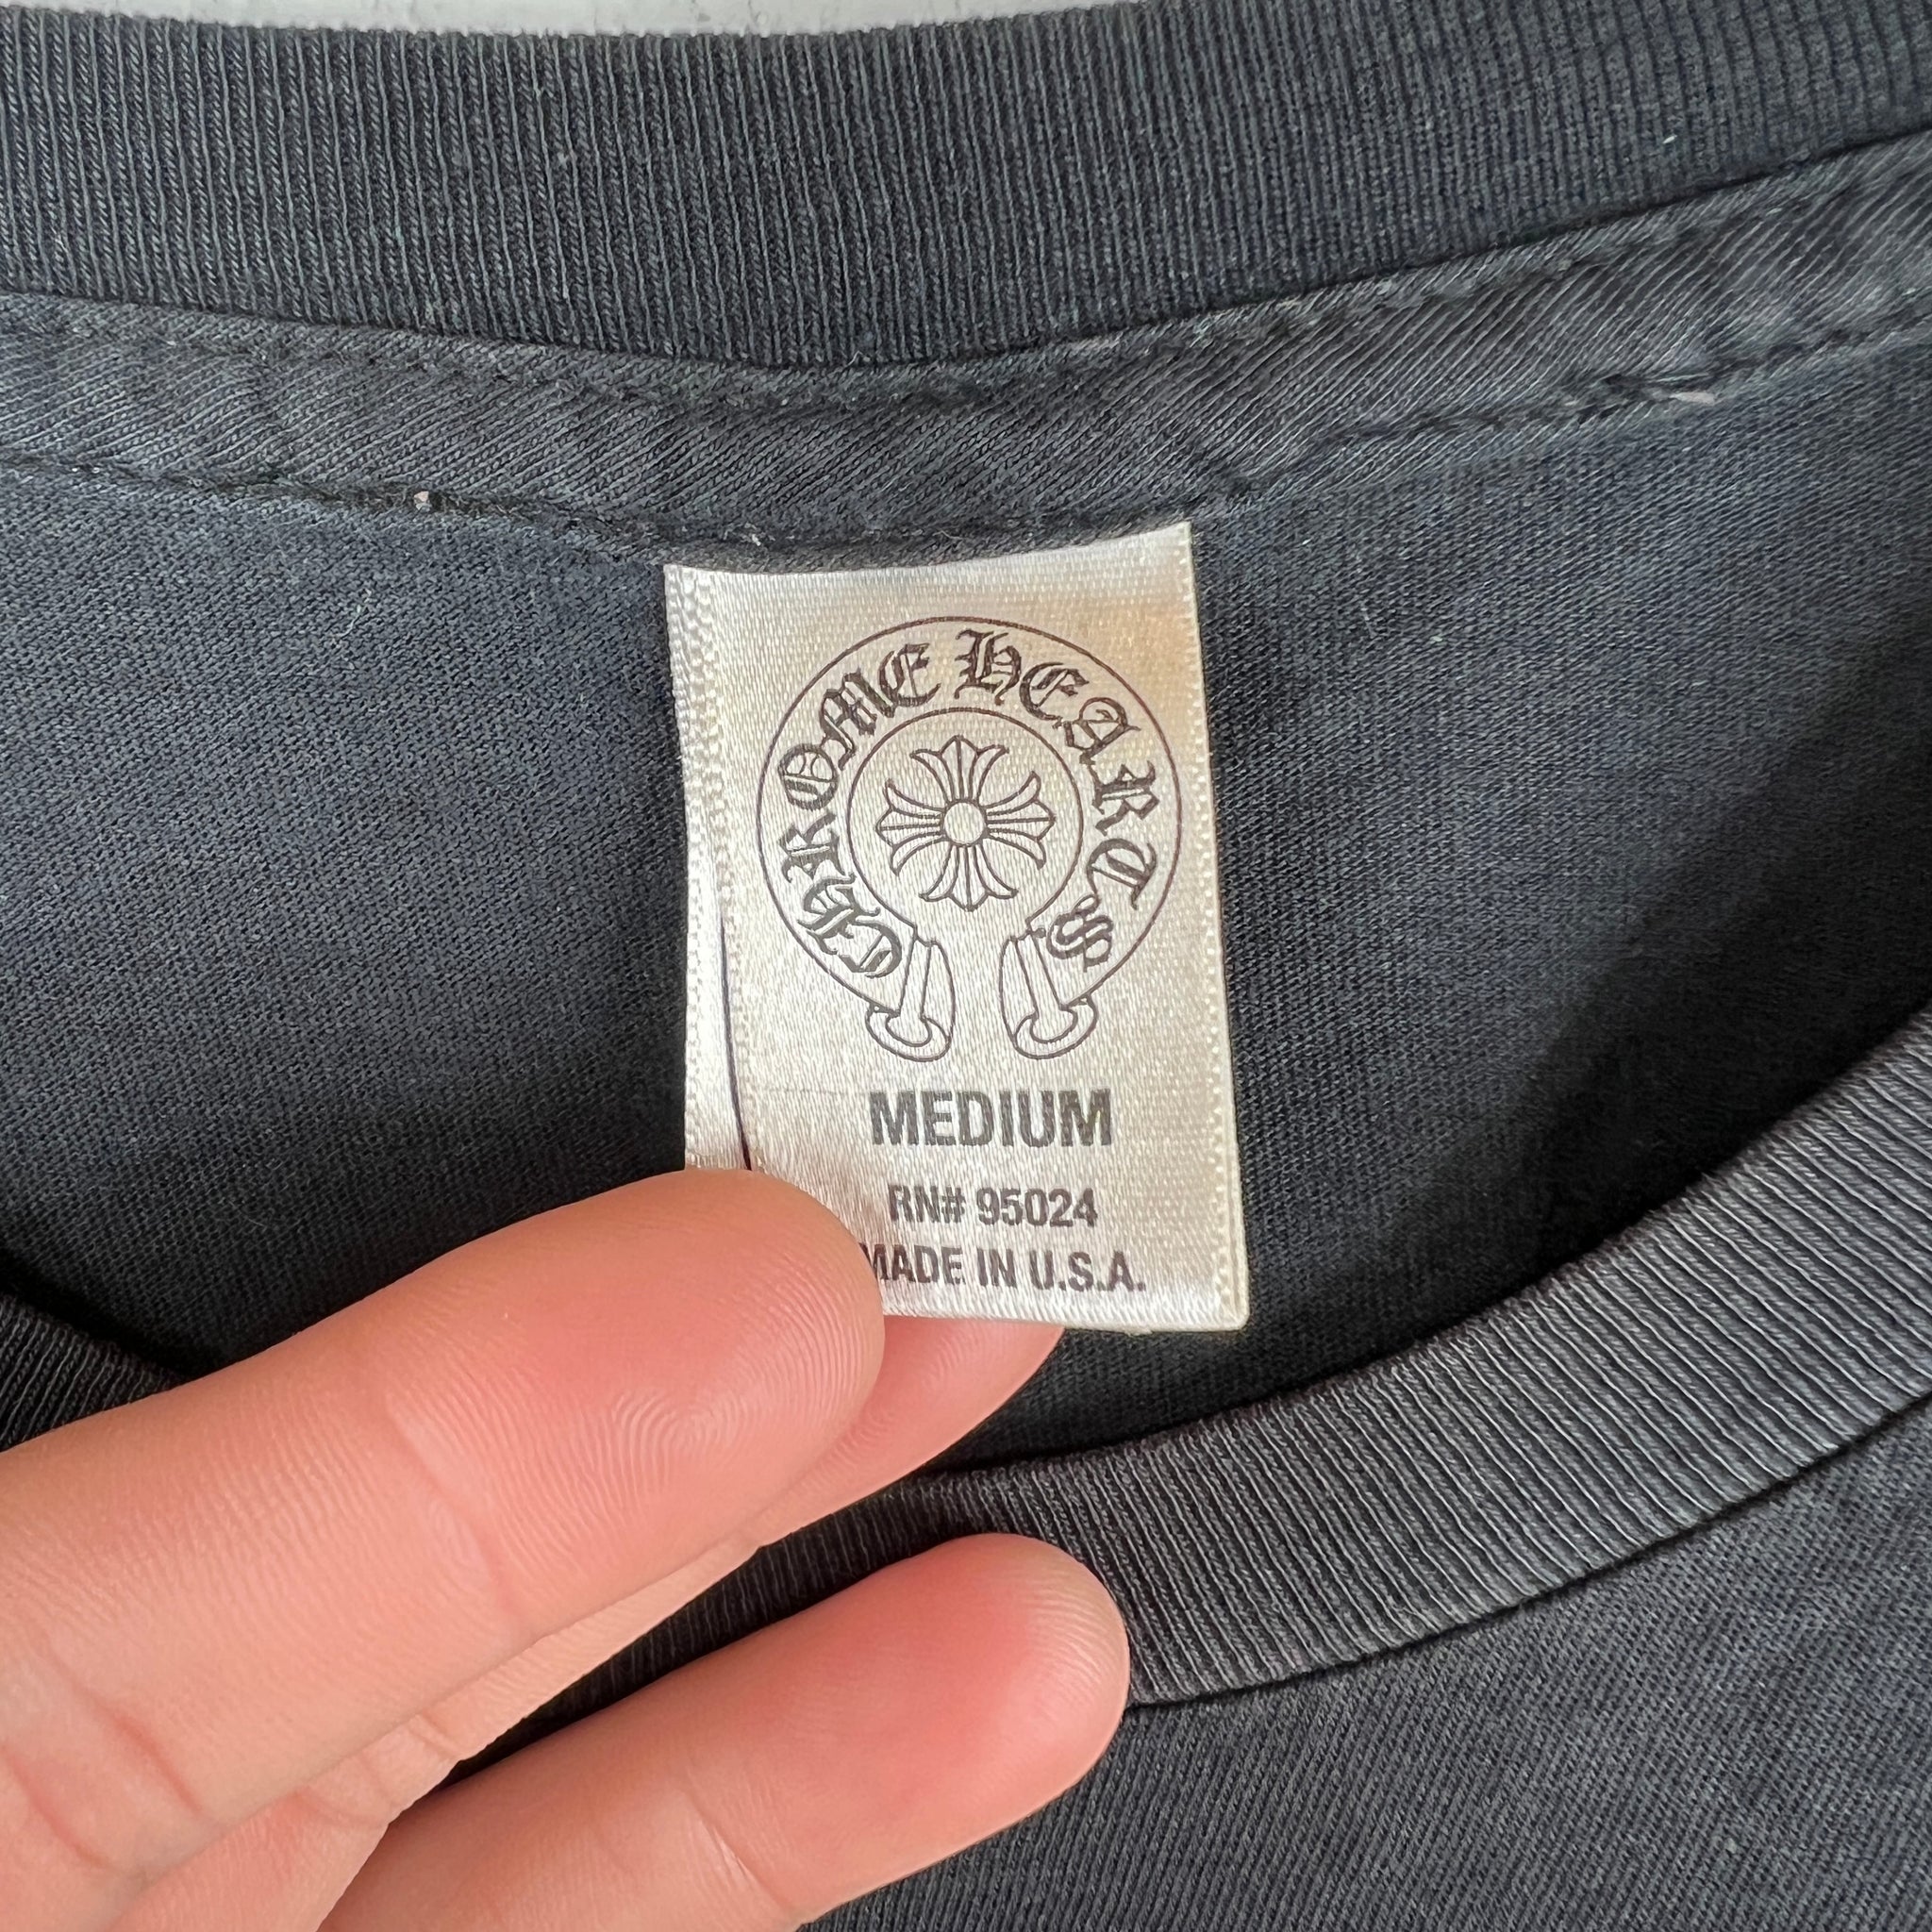 CHROME HEARTS
MEDIUM
RN# 95024
MADE IN U.S.A.